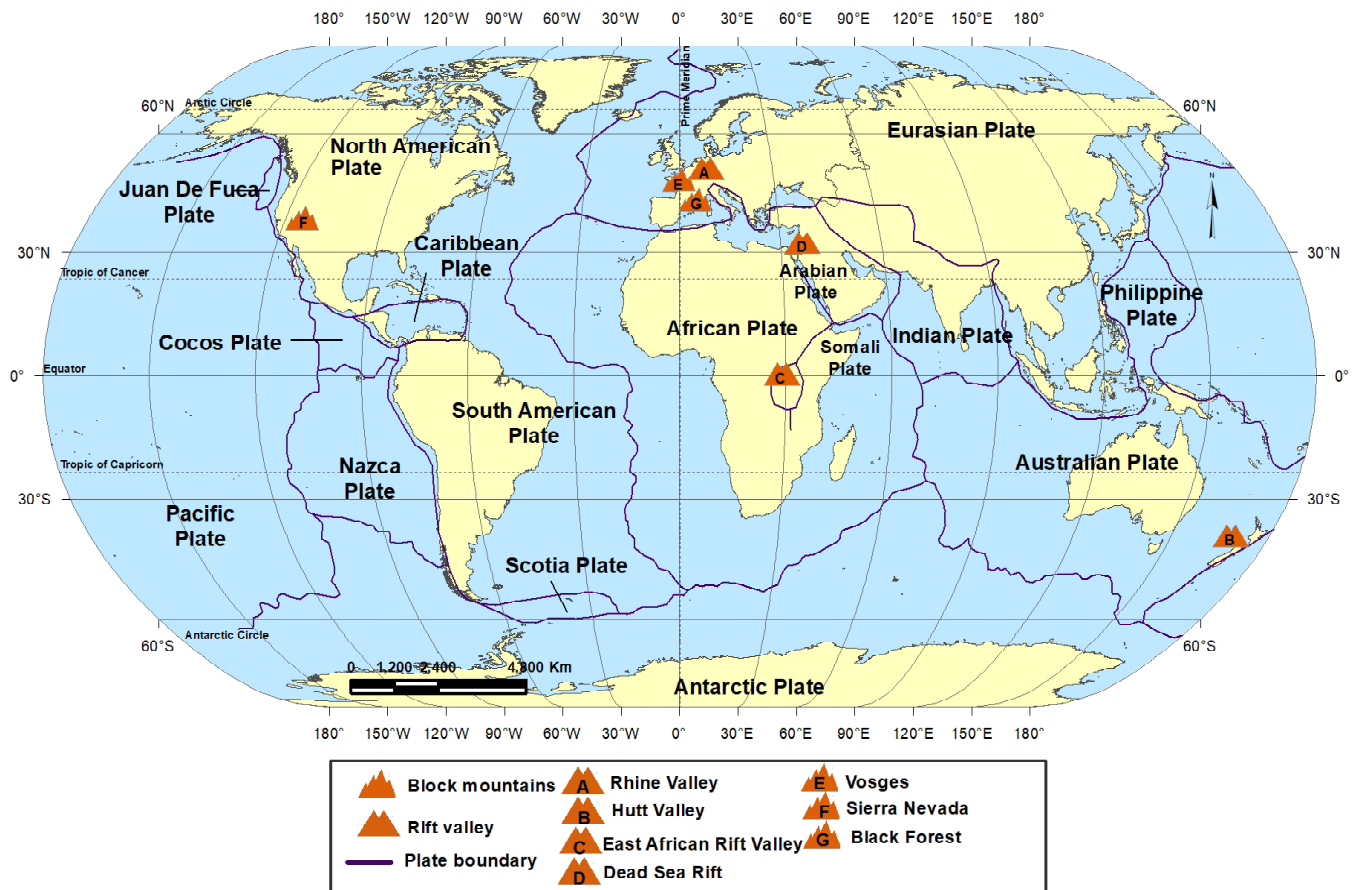 180° 150°W 120°W 90°W 60°W 30°W 0° 30°E 60°E 90°E 120°E 150°E 180°
Prime Meridian
60°N Arctic Circle 60°N
Eurasian Plate
North American
Plate
Juan De Fuca
Plate
A
E
G
F
N
Caribbean
Plate
D
30°N 30°N
Tropic of Cancer
Arabian
Plate
Philippine
Plate
African Plate
Indian Plate
Cocos Plate
Somali
Plate
C
0° Equator 0°
South American
Plate
Tropic of Capricorn
Nazca
Plate
Australian Plate
30°S 30°S
Pacific
Plate
B
Scotia Plate
Antarctic Circle
60°S 60°S
0 1,200 2,400 4,800 Km
Antarctic Plate
180° 150°W 120°W 90°W 60°W 30°W 0° 30°E 60°E 90°E 120°E 150°E 180°
Block mountains
Rift valley
Plate boundary
A Rhine Valley
B Hutt Valley
C East African Rift Valley
D Dead Sea Rift
E Vosges
F Sierra Nevada
G Black Forest